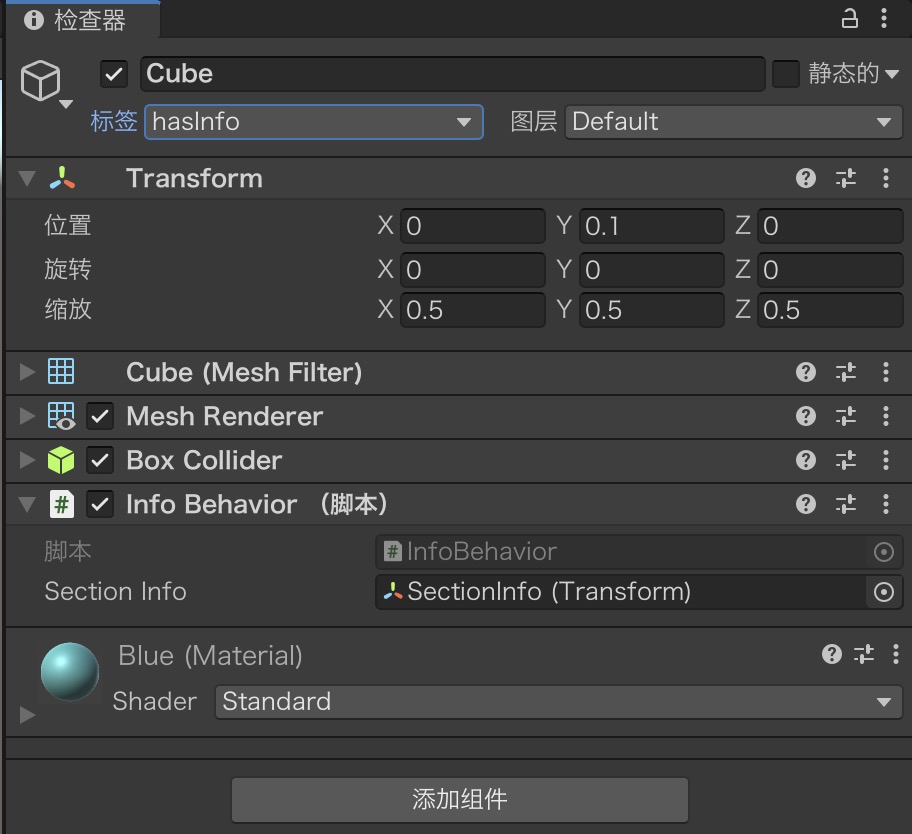 检查器
Cube 静态的
标签 hasInfo 图层 Default
Transform
位置 X 0 Y 0.1 Z 0
旋转 X 0 Y 0 Z 0
缩放 X 0.5 Y 0.5 Z 0.5
Cube (Mesh Filter)
Mesh Renderer
Box Collider
# Info Behavior （脚本）
脚本 # InfoBehavior
Section Info SectionInfo (Transform)
Blue (Material)
Shader Standard
添加组件